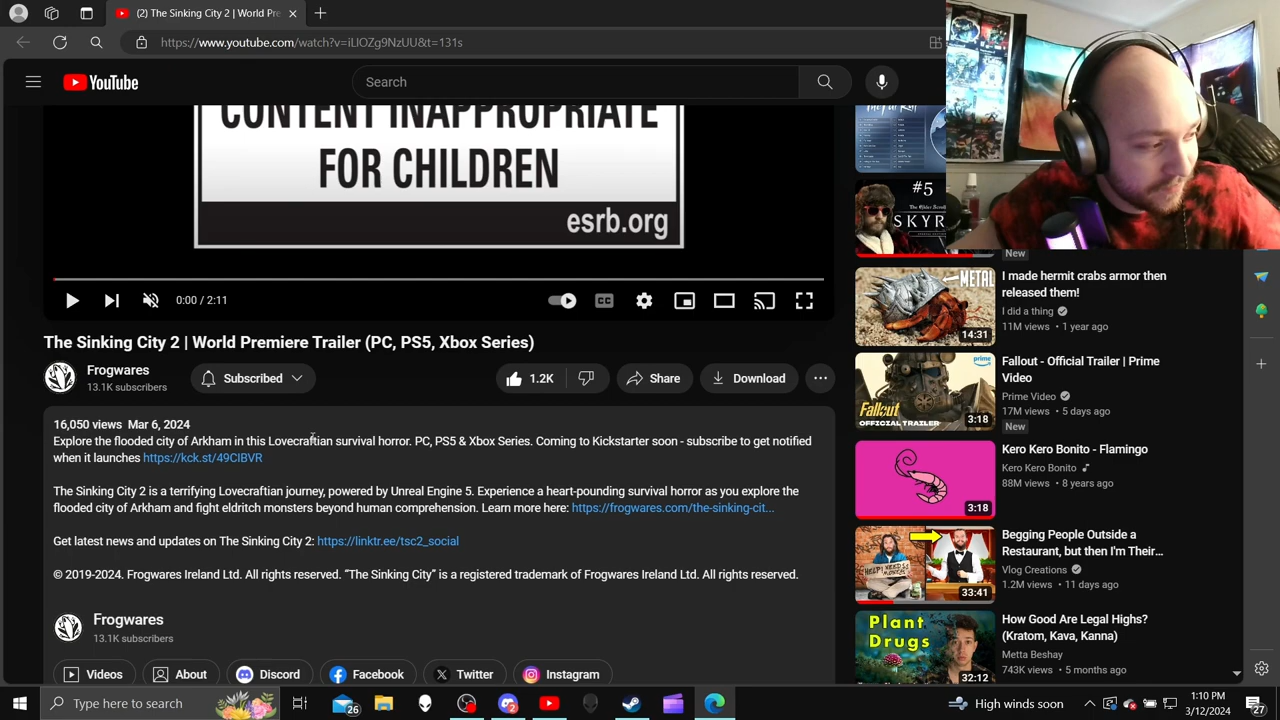 (2) The Sinking City 2 | World Pre
https://www.youtube.com/watch?v=iLIOZg9NzUU&t=131s
YouTube
Search
CONTENT INAPPROPRIATE
FOR CHILDREN
esrb.org
0:00 / 2:11
CC
The Sinking City 2 | World Premiere Trailer (PC, PS5, Xbox Series)
Frogwares
13.1K subscribers
Subscribed
1.2K
Share
Download
16,050 views Mar 6, 2024
Explore the flooded city of Arkham in this Lovecraftian survival horror. PC, PS5 & Xbox Series. Coming to Kickstarter soon - subscribe to get notified
when it launches https://kck.st/49CIBVR
The Sinking City 2 is a terrifying Lovecraftian journey, powered by Unreal Engine 5. Experience a heart-pounding survival horror as you explore the
flooded city of Arkham and fight eldritch monsters beyond human comprehension. Learn more here: https://frogwares.com/the-sinking-cit...
Get latest news and updates on The Sinking City 2: https://linktr.ee/tsc2_social
© 2019-2024. Frogwares Ireland Ltd. All rights reserved. “The Sinking City” is a registered trademark of Frogwares Ireland Ltd. All rights reserved.
Frogwares
13.1K subscribers
Videos
About
Discord
Facebook
Twitter
Instagram
#5
The Elder Scrolls
SKYR
New
METAL
14:31
I made hermit crabs armor then
released them!
I did a thing
11M views • 1 year ago
prime
Fallout
OFFICIAL TRAILER
3:18
Fallout - Official Trailer | Prime
Video
Prime Video
17M views • 5 days ago
New
3:18
Kero Kero Bonito - Flamingo
Kero Kero Bonito
88M views • 8 years ago
33:41
Begging People Outside a
Restaurant, but then I'm Their...
Vlog Creations
1.2M views • 11 days ago
Plant
Drugs
32:12
How Good Are Legal Highs?
(Kratom, Kava, Kanna)
Metta Beshay
743K views • 5 months ago
Type here to search
26
High winds soon
1:10 PM
3/12/2024
27